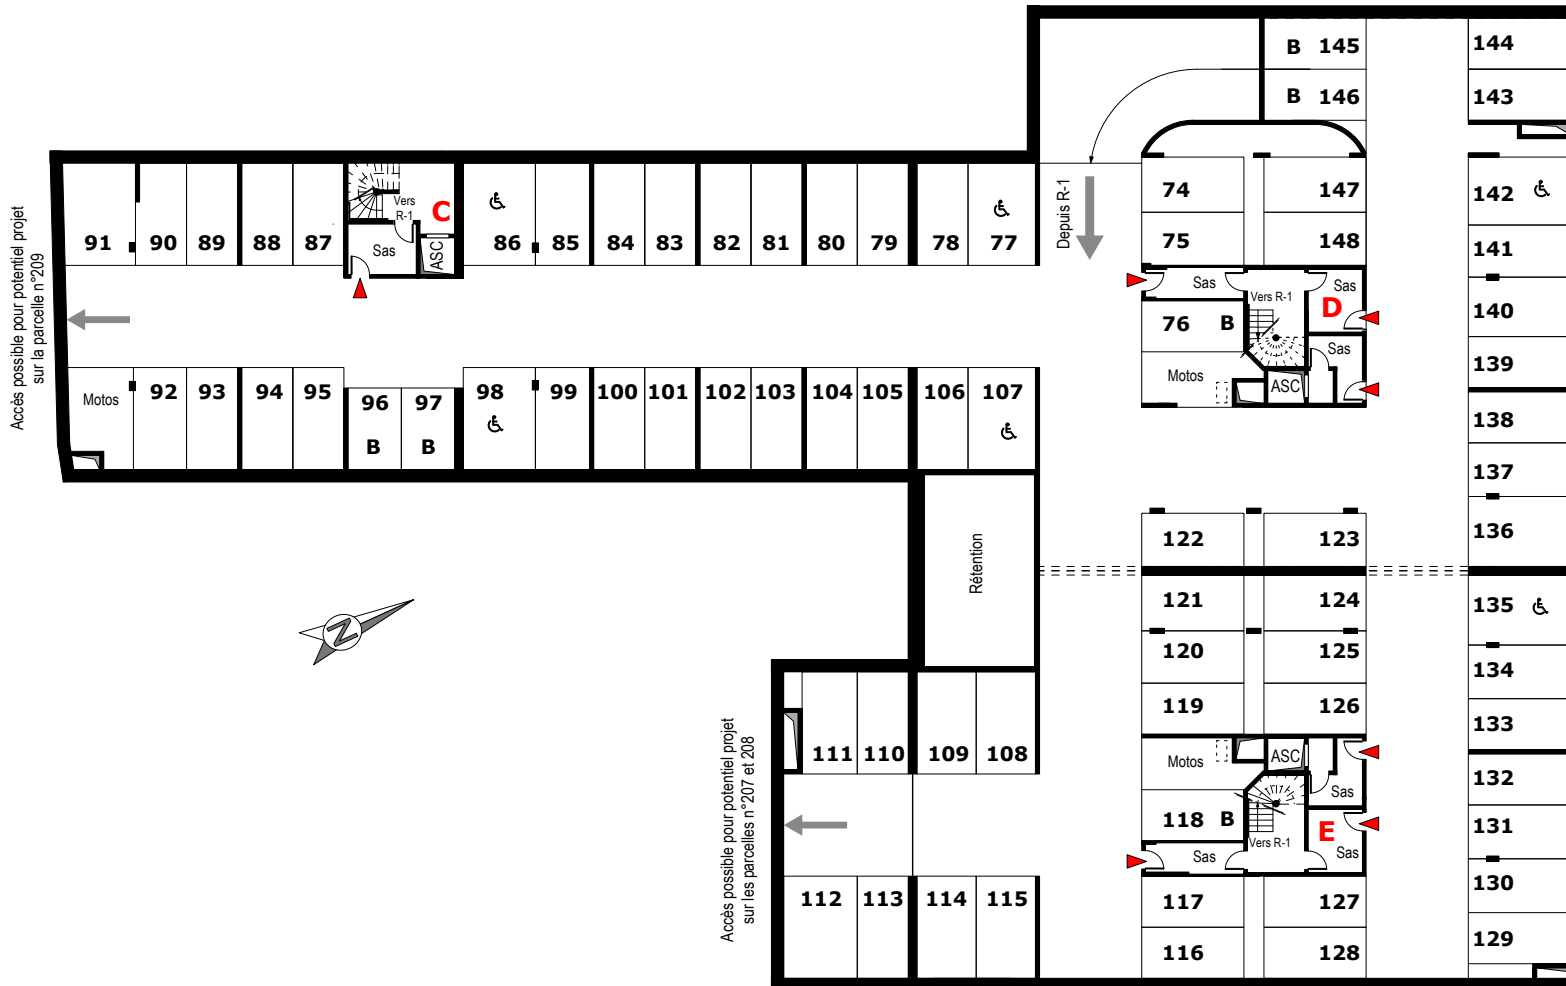 B 145
144
B 146
143
Depuis R-1
74
147
142
75
148
141
Vers
R-1
C
Sas
ASC
91 90 89 88 87 86 85 84 83 82 81 80 79 78 77
Accès possible pour potentiel projet
sur la parcelle n°209
Sas
Vers R-1
Sas
D
76 B
Sas
Motos
ASC
140
139
Motos
92 93 94 95 96 97 98 99 100 101 102 103 104 105 106 107
B B
138
137
136
122
123
Rétention
121
124
135
120
125
134
119
126
133
N
Accès possible pour potentiel projet
sur les parcelles n°207 et 208
111 110 109 108
Motos
ASC
Sas
132
118 B
Vers R-1
E
Sas
Sas
131
130
112 113 114 115
117
127
129
116
128